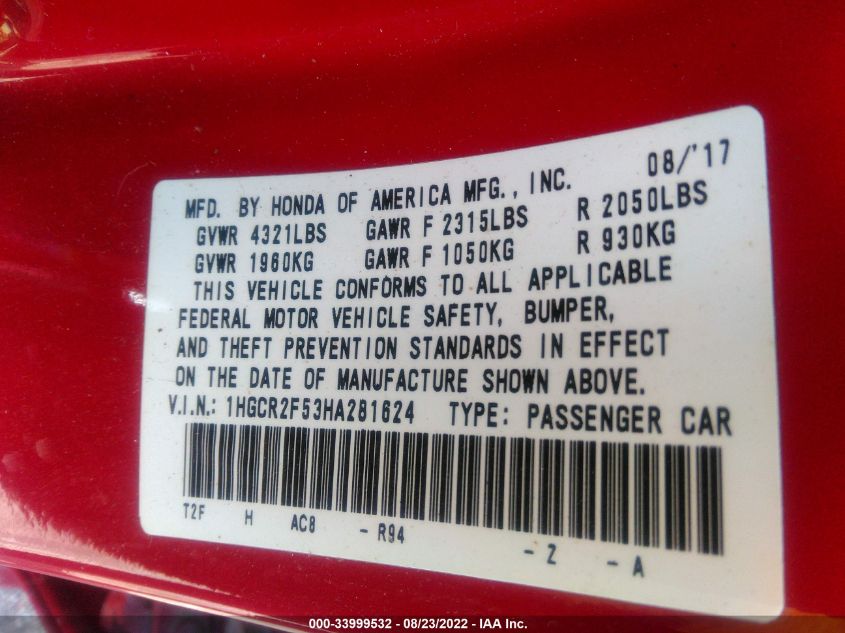 08/'17
MFD. BY HONDA OF AMERICA MFG., INC.
GVWR 4321LBS GAWR F 2315LBS R 2050LBS
GVWR 1960KG GAWR F 1050KG R 930KG
THIS VEHICLE CONFORMS TO ALL APPLICABLE
FEDERAL MOTOR VEHICLE SAFETY, BUMPER,
AND THEFT PREVENTION STANDARDS IN EFFECT
ON THE DATE OF MANUFACTURE SHOWN ABOVE.
V.I.N.: 1HGCR2F53HA281624 TYPE: PASSENGER CAR
T2F H AC8 - R94 - Z - A
000-33999532 - 08/23/2022 - IAA Inc.